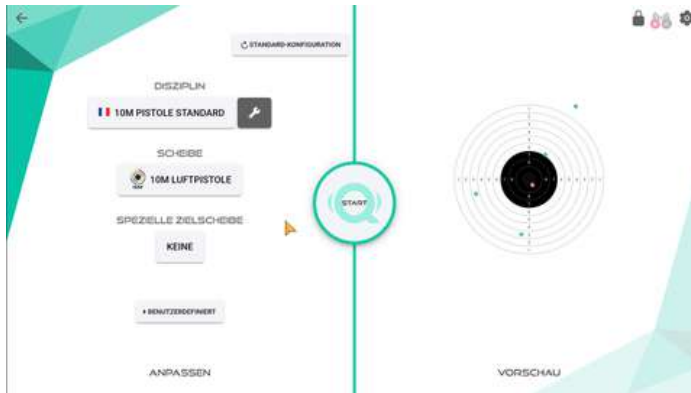 STANDARD-KONFIGURATION
DISZIPLIN
10M PISTOLE STANDARD
SCHEIBE
10M LUFTPISTOLE
SPEZIELLE ZIELSCHEIBE
KEINE
START
BENUTZERDEFINIERT
ANPASSEN
VORSCHAU